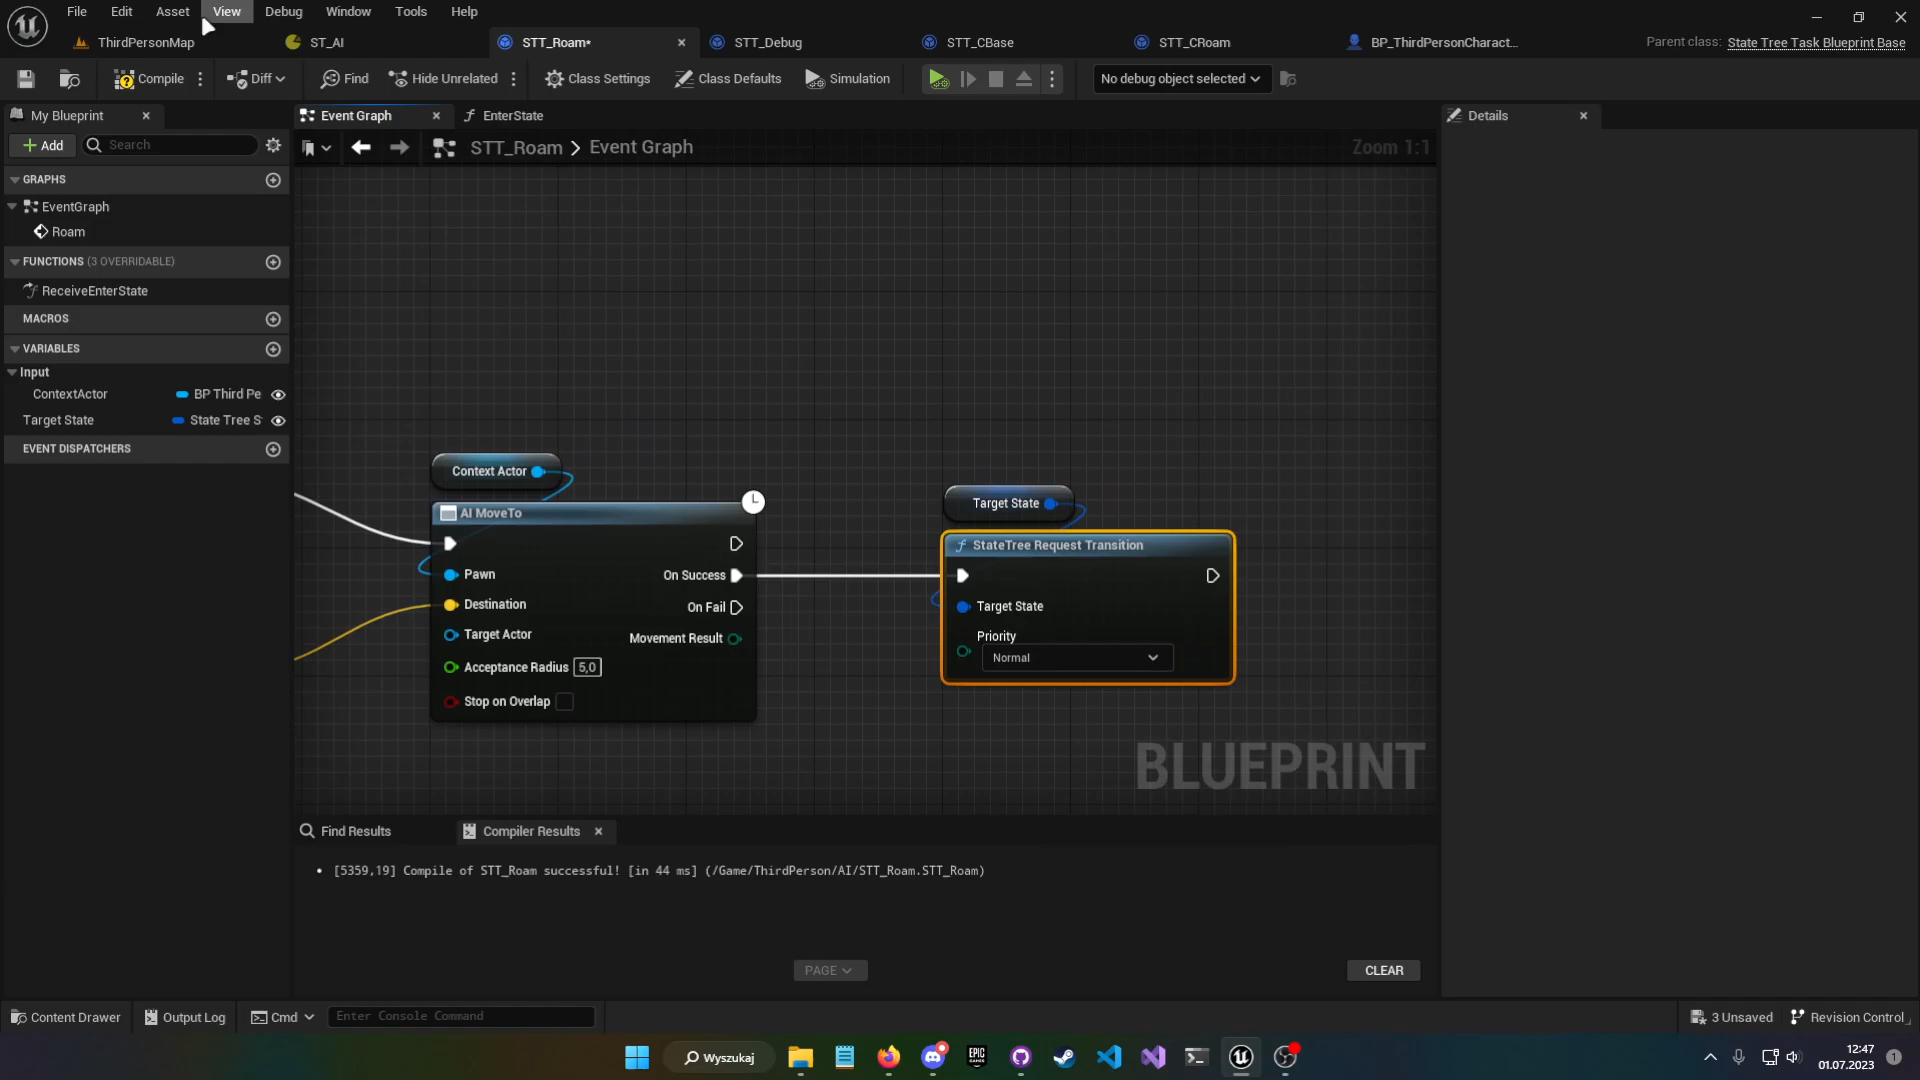 File Edit Asset View Debug Window Tools Help
ThirdPersonMap ST_AI STT_Roam* STT_Debug STT_CBase STT_CRoam BP_ThirdPersonCharact... Parent class: State Tree Task Blueprint Base
Compile Diff Find Hide Unrelated Class Settings Class Defaults Simulation No debug object selected
My Blueprint Event Graph EnterState Details
Add Search STT_Roam > Event Graph Zoom 1:1
GRAPHS
EventGraph
Roam
FUNCTIONS (3 OVERRIDABLE)
ReceiveEnterState
MACROS
VARIABLES
Input
ContextActor BP Third Pe
Target State State Tree S
EVENT DISPATCHERS
Context Actor
AI MoveTo
Pawn On Success
Destination On Fail
Target Actor Movement Result
Acceptance Radius 5,0
Stop on Overlap
Target State
StateTree Request Transition
Target State
Priority
Normal
BLUEPRINT
Find Results Compiler Results
[5359,19] Compile of STT_Roam successful! [in 44 ms] (/Game/ThirdPerson/AI/STT_Roam.STT_Roam)
PAGE CLEAR
Content Drawer Output Log Cmd Enter Console Command 3 Unsaved Revision Control
Wyszukaj EPIC GAMES 12:47
01.07.2023 1